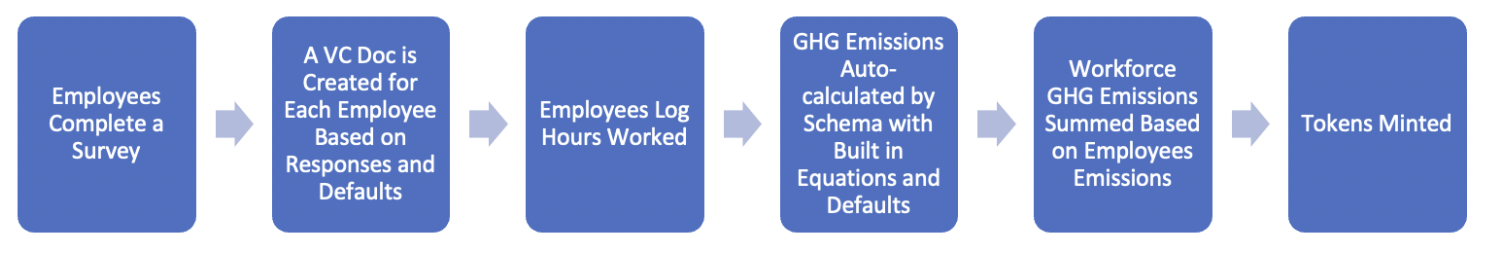 Employees
Complete a
Survey
A VC Doc is
Created for
Each Employee
Based on
Responses and
Defaults
Employees Log
Hours Worked
GHG Emissions
Auto-
calculated by
Schema with
Built in
Equations and
Defaults
Workforce
GHG Emissions
Summed Based
on Employees
Emissions
Tokens Minted